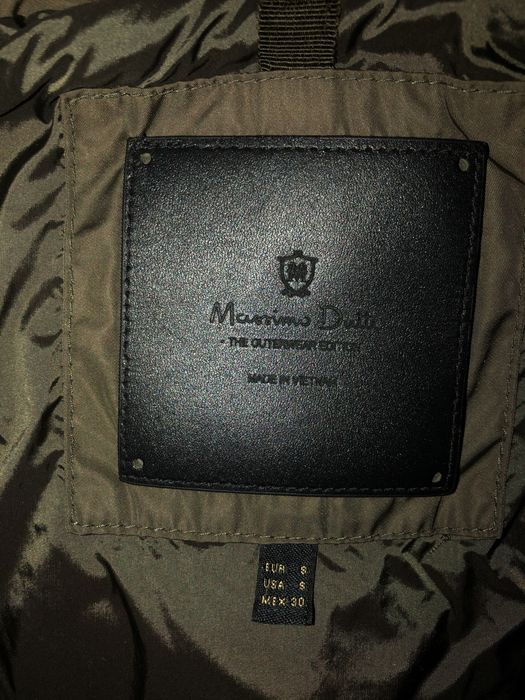 M
Massimo Dutti
- THE OUTERWEAR EDITION -
MADE IN VIETNAM
EUR S
USA S
MEX 30